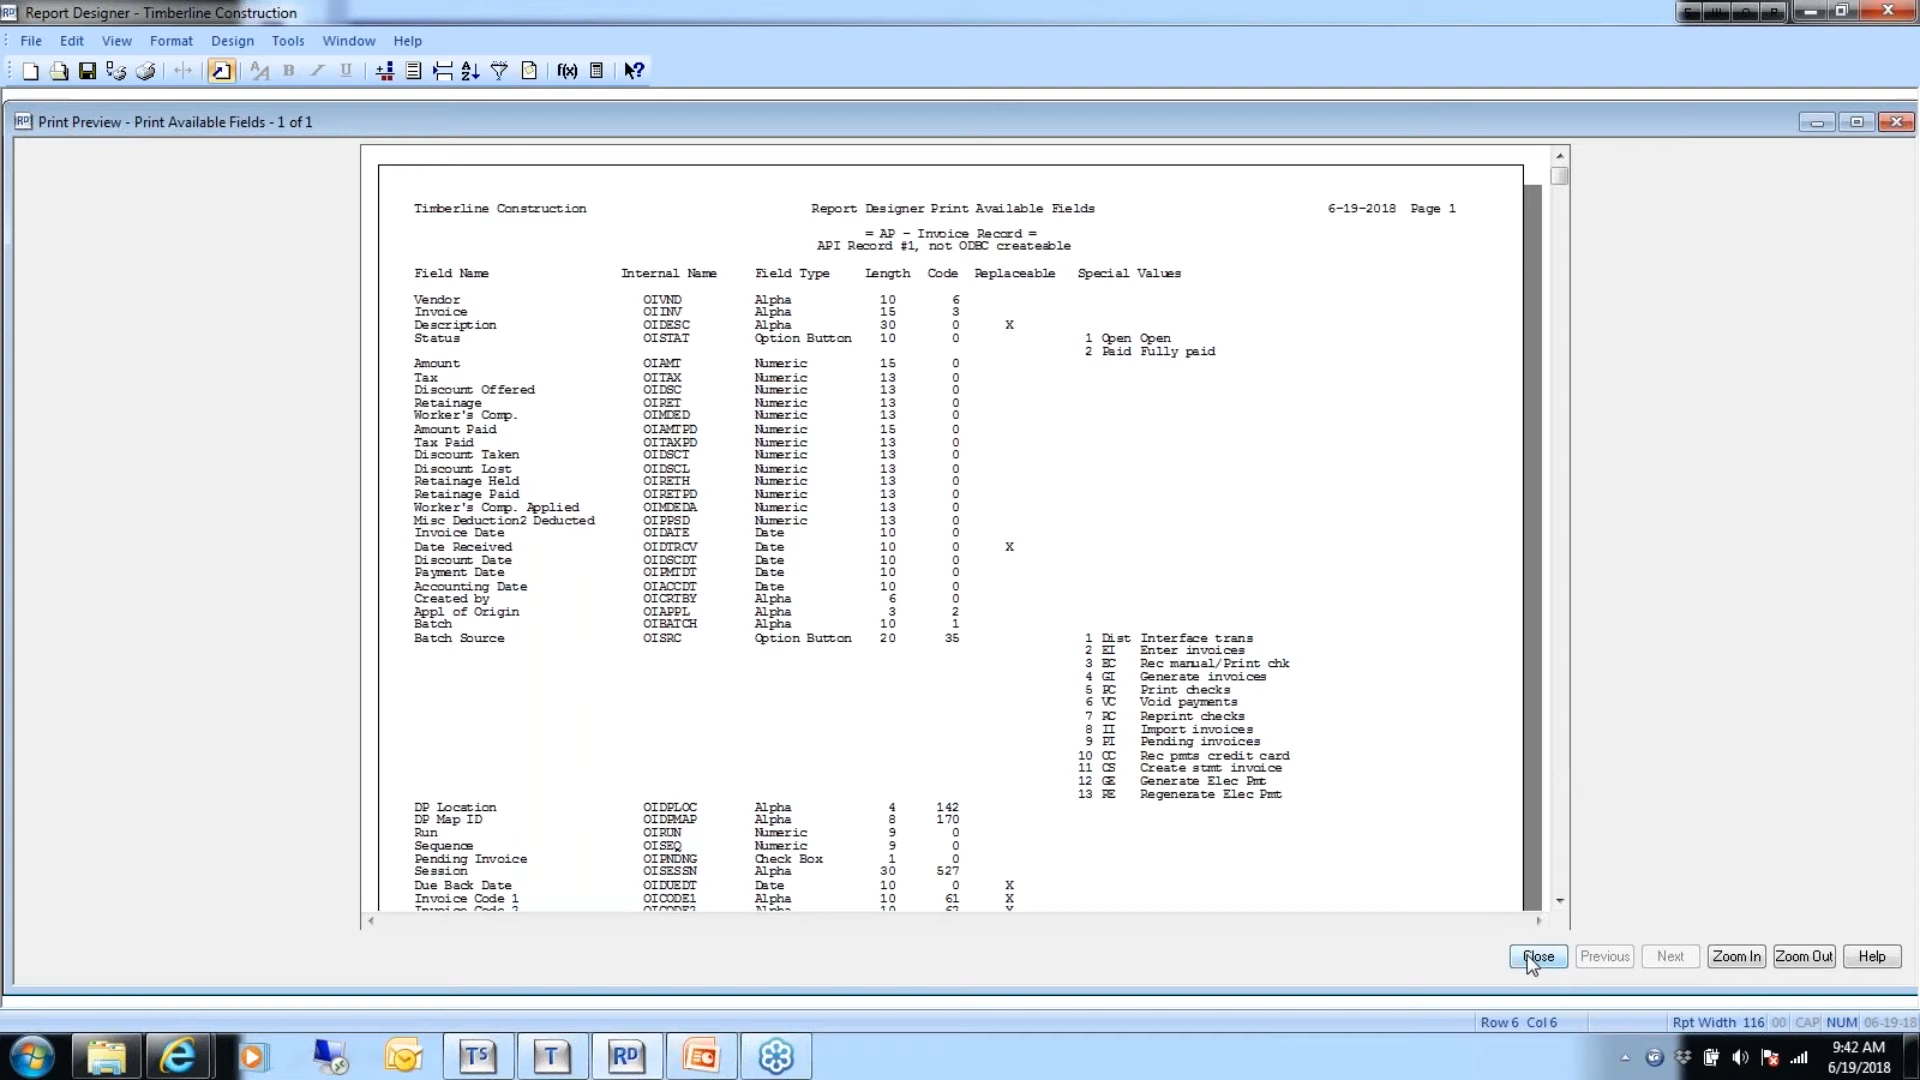 Report Designer - Timberline Construction
File Edit View Format Design Tools Window Help
Print Preview - Print Available Fields - 1 of 1
Timberline Construction Report Designer Print Available Fields 6-19-2018 Page 1
= AP - Invoice Record =
API Record #1, not ODBC createable
Field Name Internal Name Field Type Length Code Replaceable Special Values
Vendor OIVND Alpha 10 6
Invoice OIINV Alpha 15 3
Description OIDESC Alpha 30 0 X
Status OISTAT Option Button 10 0 1 Open Open
2 Paid Fully paid
Amount OIAMT Numeric 15 0
Tax OITAX Numeric 13 0
Discount Offered OIDSC Numeric 13 0
Retainage OIRET Numeric 13 0
Worker's Comp. OIMDED Numeric 13 0
Amount Paid OIAMTPD Numeric 15 0
Tax Paid OITAXPD Numeric 13 0
Discount Taken OIDSCT Numeric 13 0
Discount Lost OIDSCL Numeric 13 0
Retainage Held OIRETH Numeric 13 0
Retainage Paid OIRETPD Numeric 13 0
Worker's Comp. Applied OIMDEDA Numeric 13 0
Misc Deduction2 Deducted OIPPSD Numeric 13 0
Invoice Date OIDATE Date 10 0
Date Received OIDTRCV Date 10 0 X
Discount Date OIDSCDT Date 10 0
Payment Date OIPMTDT Date 10 0
Accounting Date OIACCDT Date 10 0
Created by OICRTBY Alpha 6 0
Appl of Origin OIAPPL Alpha 3 2
Batch OIBATCH Alpha 10 1
Batch Source OISRC Option Button 20 35 1 Dist Interface trans
2 EI Enter invoices
3 EC Rec manual/Print chk
4 GI Generate invoices
5 PC Print checks
6 VC Void payments
7 RC Reprint checks
8 II Import invoices
9 PI Pending invoices
10 CC Rec pmts credit card
11 CS Create stmt invoice
12 GE Generate Elec Pmt
13 RE Regenerate Elec Pmt
DP Location OIDPLOC Alpha 4 142
DP Map ID OIDPMAP Alpha 8 170
Run OIRUN Numeric 9 0
Sequence OISEQ Numeric 9 0
Pending Invoice OIPNDNG Check Box 1 0
Session OISESSN Alpha 30 527
Due Back Date OIDUEDT Date 10 0 X
Invoice Code 1 OICODE1 Alpha 10 61 X
Close Previous Next Zoom In Zoom Out Help
Row 6 Col 6 Rpt Width 116 00 CAP NUM 06-19-18
TS T RD
9:42 AM
6/19/2018